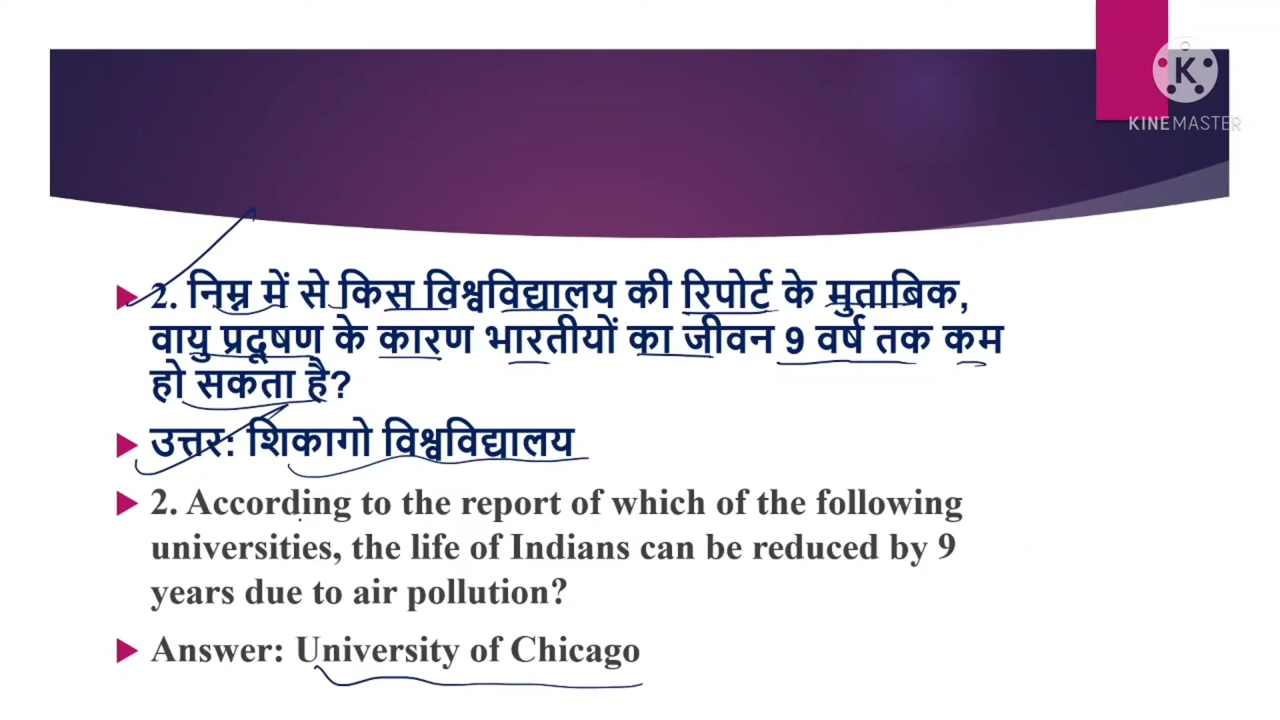 K
KINEMASTER
2. निम्न में से किस विश्वविद्यालय की रिपोर्ट के मुताबिक,
वायु प्रदूषण के कारण भारतीयों का जीवन 9 वर्ष तक कम
हो सकता है?
उत्तर: शिकागो विश्वविद्यालय
2. According to the report of which of the following
universities, the life of Indians can be reduced by 9
years due to air pollution?
Answer: University of Chicago